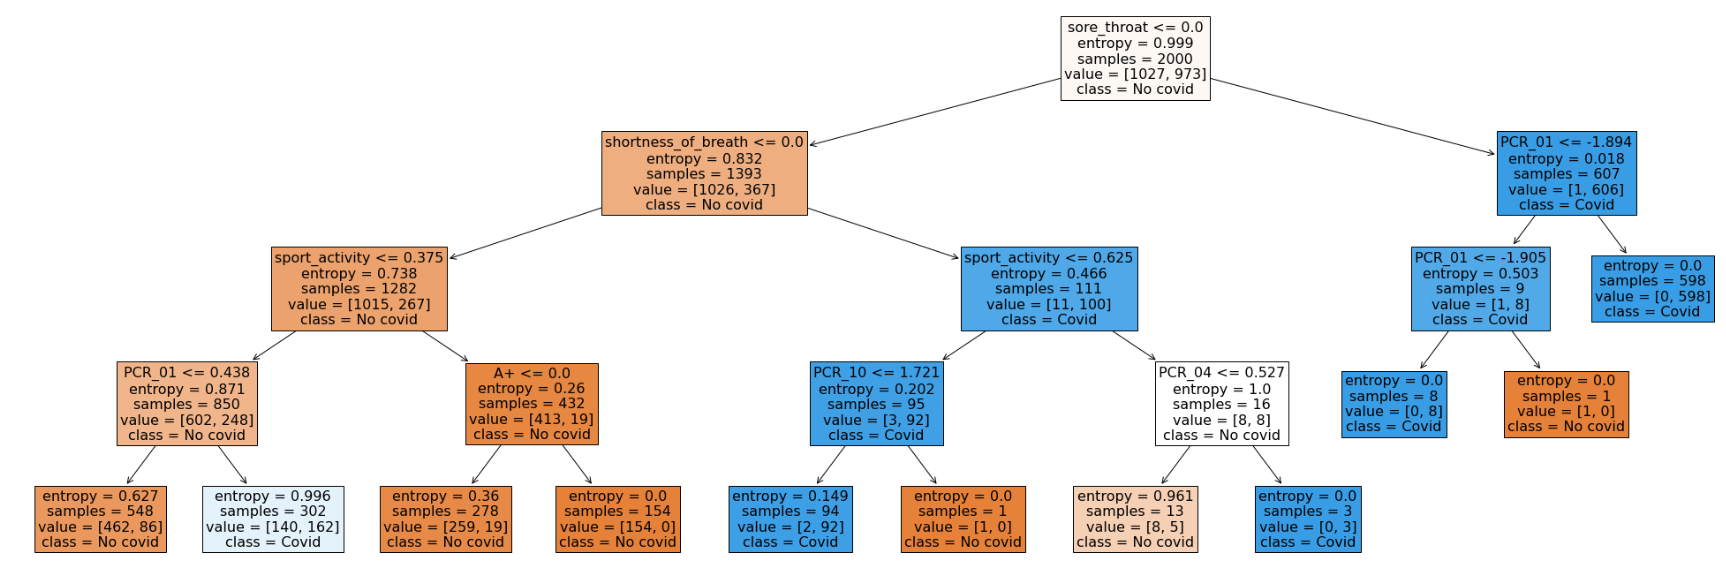 sore_throat <= 0.0
entropy = 0.999
samples = 2000
value = [1027, 973]
class = No covid
shortness_of_breath <= 0.0
entropy = 0.832
samples = 1393
value = [1026, 367]
class = No covid
PCR_01 <= -1.894
entropy = 0.018
samples = 607
value = [1, 606]
class = Covid
sport_activity <= 0.375
entropy = 0.738
samples = 1282
value = [1015, 267]
class = No covid
sport_activity <= 0.625
entropy = 0.466
samples = 111
value = [11, 100]
class = Covid
PCR_01 <= -1.905
entropy = 0.503
samples = 9
value = [1, 8]
class = Covid
entropy = 0.0
samples = 598
value = [0, 598]
class = Covid
PCR_01 <= 0.438
entropy = 0.871
samples = 850
value = [602, 248]
class = No covid
A+ <= 0.0
entropy = 0.26
samples = 432
value = [413, 19]
class = No covid
PCR_10 <= 1.721
entropy = 0.202
samples = 95
value = [3, 92]
class = Covid
PCR_04 <= 0.527
entropy = 1.0
samples = 16
value = [8, 8]
class = No covid
entropy = 0.0
samples = 8
value = [0, 8]
class = Covid
entropy = 0.0
samples = 1
value = [1, 0]
class = No covid
entropy = 0.627
samples = 548
value = [462, 86]
class = No covid
entropy = 0.996
samples = 302
value = [140, 162]
class = Covid
entropy = 0.36
samples = 278
value = [259, 19]
class = No covid
entropy = 0.0
samples = 154
value = [154, 0]
class = No covid
entropy = 0.149
samples = 94
value = [2, 92]
class = Covid
entropy = 0.0
samples = 1
value = [1, 0]
class = No covid
entropy = 0.961
samples = 13
value = [8, 5]
class = No covid
entropy = 0.0
samples = 3
value = [0, 3]
class = Covid